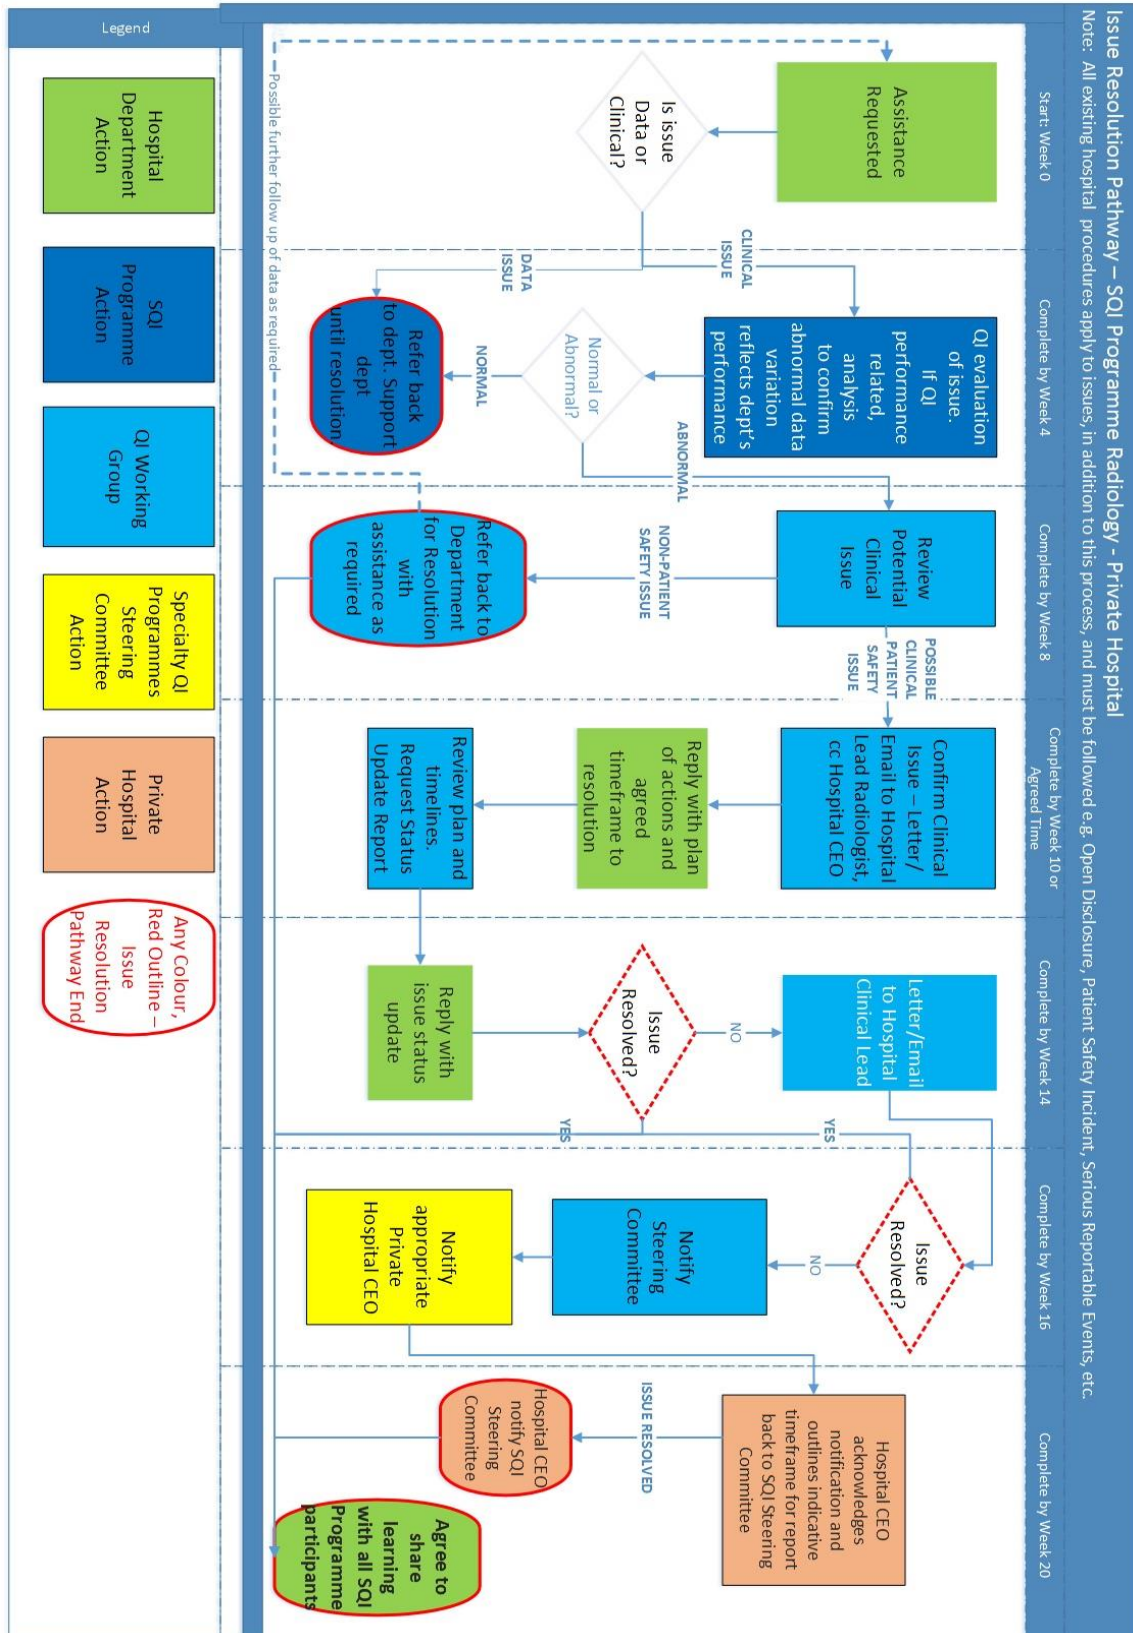 Issue Resolution Pathway – SQI Programme Radiology - Private Hospital
Note:  All existing hospital procedures apply to issues, in addition to this process, and must be followed e.g. Open Disclosure, Patient Safety Incident, Serious Reportable Events, etc.
Start: Week 0
Complete by Week 4
Complete by Week 8
Complete by Week 10 or
Agreed Time
Complete by Week 14
Complete by Week 16
Complete by Week 20
Assistance
Requested
Is issue
Data or
Clinical?
CLINICAL
ISSUE
DATA
ISSUE
QI evaluation
of issue.
If QI
performance
related,
analysis
to confirm
abnormal data
variation
reflects dept's
performance
Normal or
Abnormal?
NORMAL
ABNORMAL
Refer back
to dept. Support
dept
until resolution
Review
Potential
Clinical
Issue
NON-PATIENT
SAFETY ISSUE
Refer back to
Department
for Resolution
with
assistance as
required
POSSIBLE
CLINICAL
PATIENT
SAFETY
ISSUE
Confirm Clinical
Issue – Letter/
Email to Hospital
Lead Radiologist,
cc Hospital CEO
Reply with plan
of actions and
agreed
timeframe to
resolution
Review plan and
timelines.
Request Status
Update Report
Letter/Email
to Hospital
Clinical Lead
NO
Issue
Resolved?
Reply with
issue status
update
YES
YES
Issue
Resolved?
NO
Notify
Steering
Committee
Notify
appropriate
Private
Hospital CEO
Hospital CEO
acknowledges
notification and
outlines indicative
timeframe for report
back to SQI Steering
Committee
ISSUE RESOLVED
Hospital CEO
notify SQI
Steering
Committee
Agree to
share
learning
with all SQI
Programme
participants
Possible further follow up of data as required
Legend
Hospital
Department
Action
SQI
Programme
Action
QI Working
Group
Specialty QI
Programmes
Steering
Committee
Action
Private
Hospital
Action
Any Colour,
Red Outline –
Issue
Resolution
Pathway End